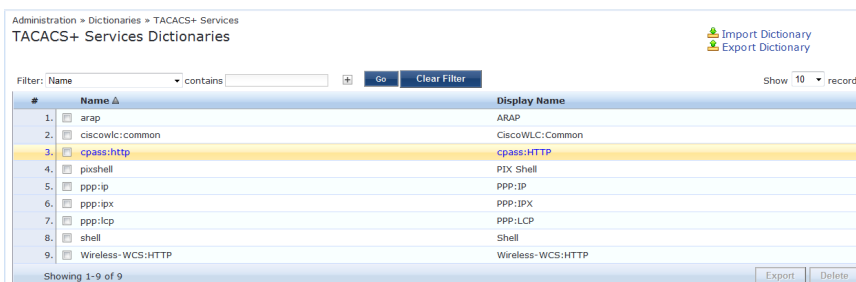 Administration » Dictionaries » TACACS+ Services
TACACS+ Services Dictionaries
Import Dictionary
Export Dictionary
Filter: Name contains + Go Clear Filter Show 10 record
# Name Display Name
1. arap ARAP
2. ciscowlc:common CiscoWLC:Common
3. cpass:http cpass:HTTP
4. pixshell PIX Shell
5. ppp:ip PPP:IP
6. ppp:ipx PPP:IPX
7. ppp:lcp PPP:LCP
8. shell Shell
9. Wireless-WCS:HTTP Wireless-WCS:HTTP
Showing 1-9 of 9 Export Delete